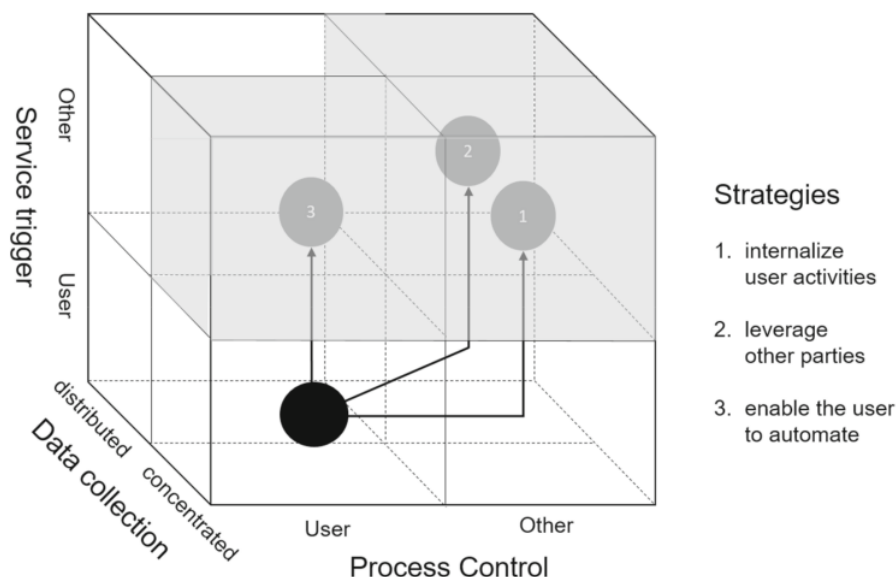 Service trigger
Other
User
2
3
1
distributed
concentrated
Data collection
User
Other
Process Control
Strategies
1. internalize
user activities
2. leverage
other parties
3. enable the user
to automate